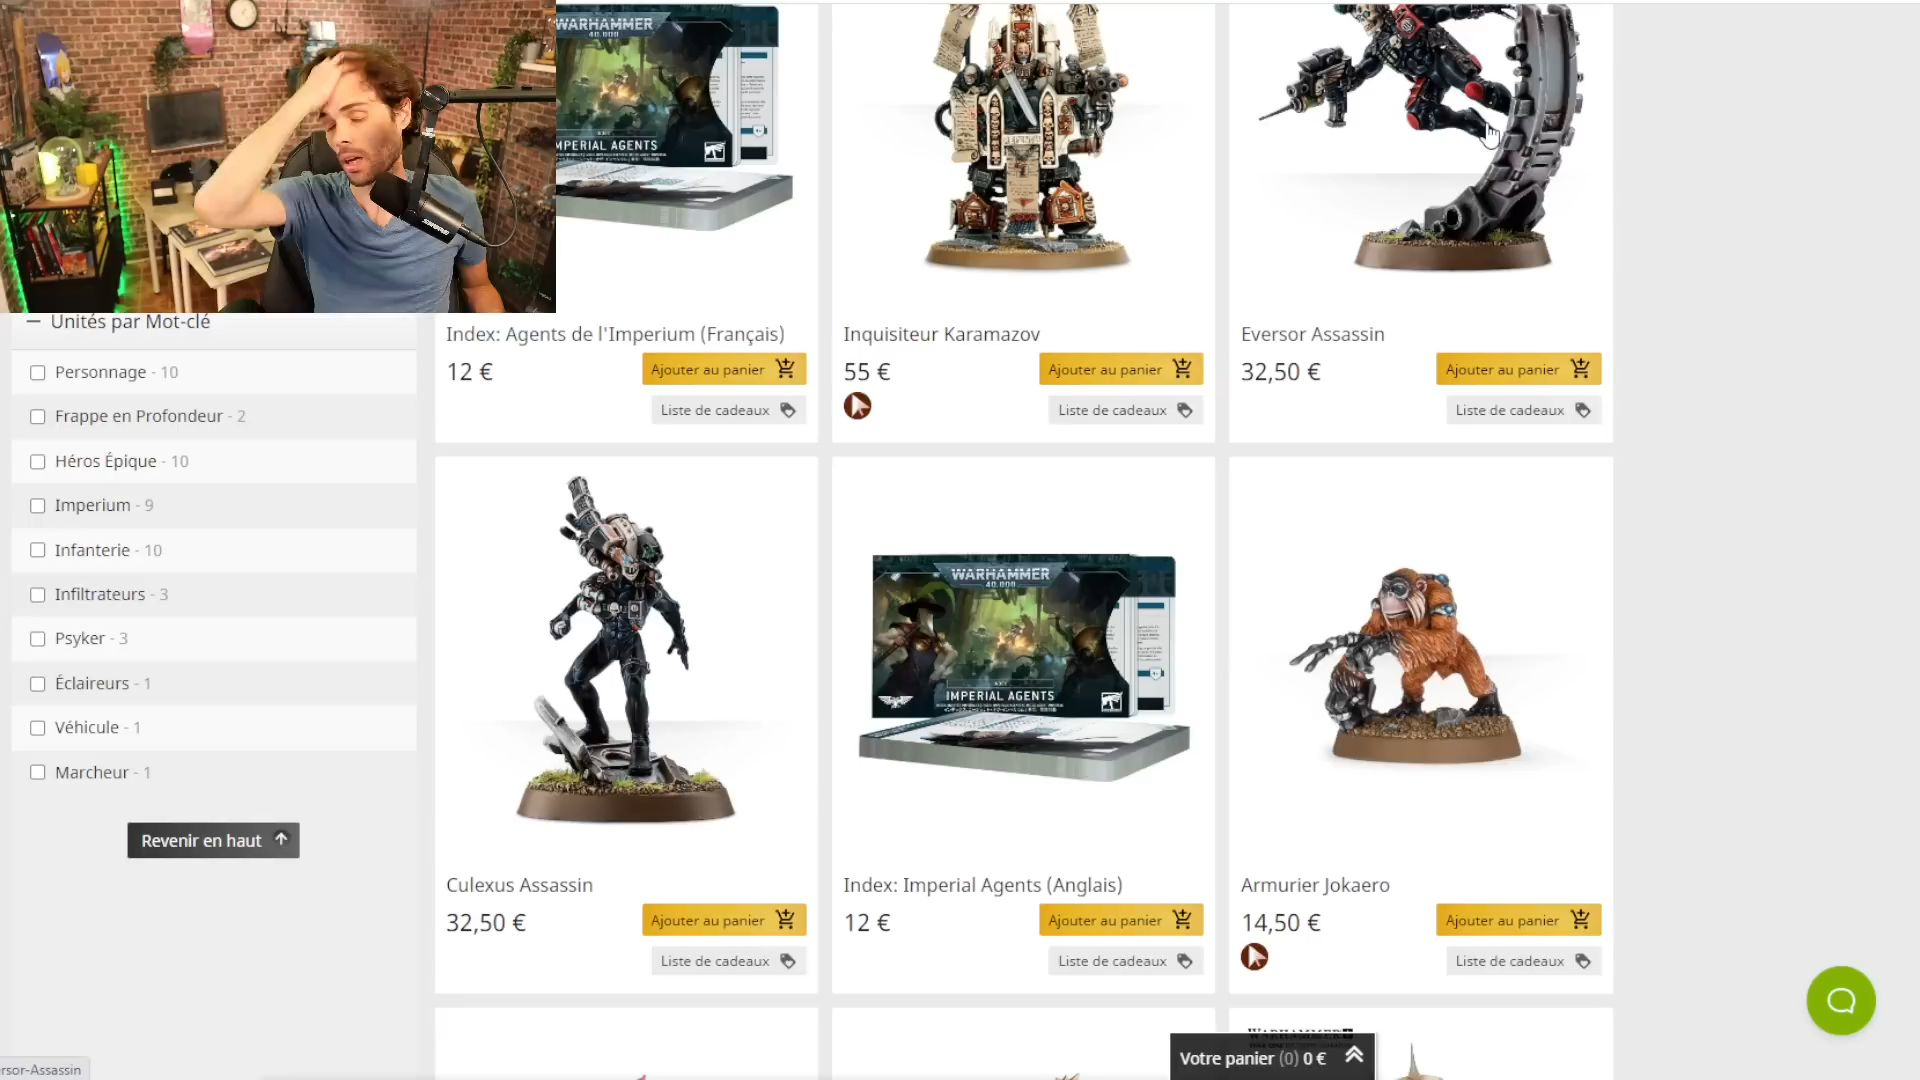 WARHAMMER
40.000
IMPERIAL AGENTS
Unités par Mot-clé
Personnage - 10
Frappe en Profondeur - 2
Héros Épique - 10
Imperium - 9
Infanterie - 10
Infiltrateurs - 3
Psyker - 3
Éclaireurs - 1
Véhicule - 1
Marcheur - 1
Revenir en haut
Index: Agents de l'Imperium (Français)
12 €
Ajouter au panier
Liste de cadeaux
Inquisiteur Karamazov
55 €
Ajouter au panier
Liste de cadeaux
Eversor Assassin
32,50 €
Ajouter au panier
Liste de cadeaux
Culexus Assassin
32,50 €
Ajouter au panier
Liste de cadeaux
WARHAMMER
40.000
IMPERIAL AGENTS
Index: Imperial Agents (Anglais)
12 €
Ajouter au panier
Liste de cadeaux
Armurier Jokaero
14,50 €
Ajouter au panier
Liste de cadeaux
Votre panier (0) 0 €
rsor-Assassin